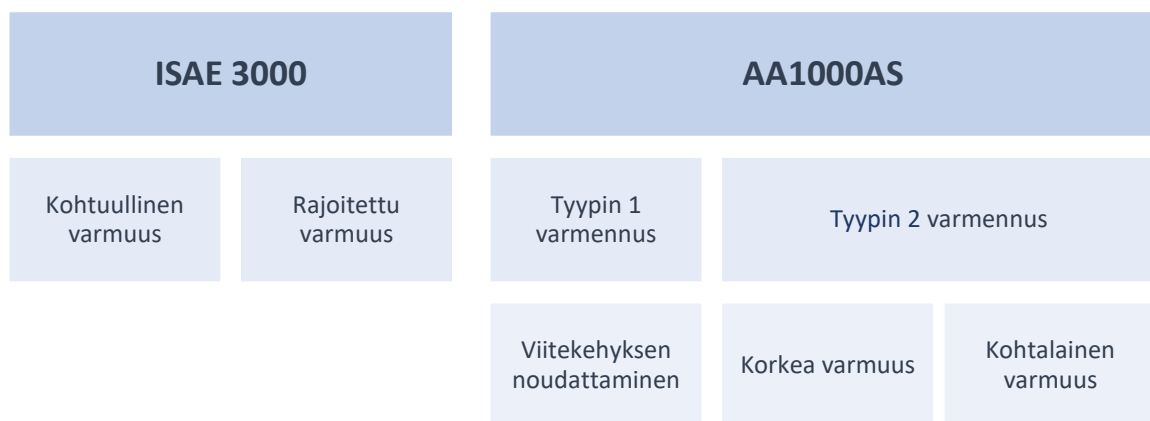 ISAE 3000
AA1000AS
Kohtuullinen
varmuus
Rajoitettu
varmuus
Tyypin 1
varmennus
Tyypin 2 varmennus
Viitekehyksen
noudattaminen
Korkea varmuus
Kohtalainen
varmuus